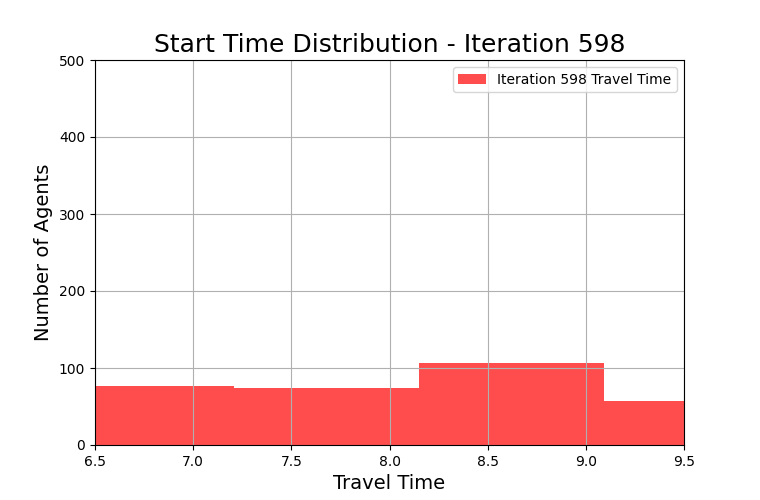 Start Time Distribution - Iteration 598
Iteration 598 Travel Time
Number of Agents
500
400
300
200
100
0
6.5 7.0 7.5 8.0 8.5 9.0 9.5
Travel Time